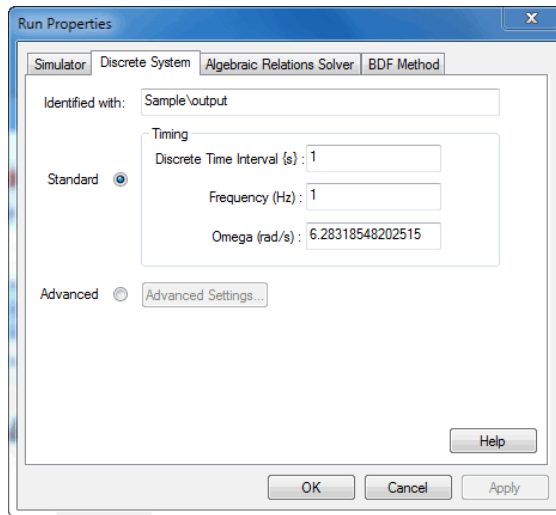 Run Properties
x
Simulator Discrete System Algebraic Relations Solver BDF Method
Identified with: Sample\output
Timing
Discrete Time Interval {s} : 1
Standard
Frequency (Hz) : 1
Omega (rad/s) : 6.28318548202515
Advanced Advanced Settings...
Help
OK Cancel Apply